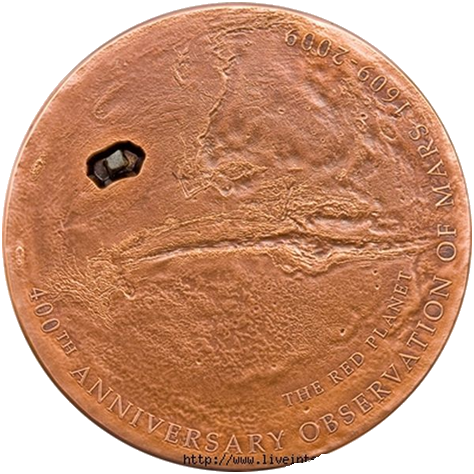 400TH ANNIVERSARY OBSERVATION OF MARS 1609-2009
THE RED PLANET
http://www.liveint